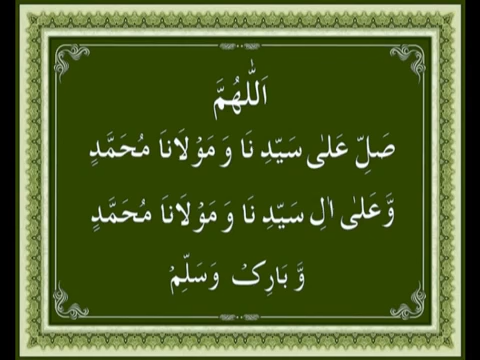 اَللّٰهُمَّ
صَلِّ عَلٰى سَيِّدِ نَا وَ مَوْلَانَا مُحَمَّدٍ
وَّعَلٰى اٰلِ سَيِّدِ نَا وَ مَوْلَانَا مُحَمَّدٍ
وَّ بَارِكْ وَسَلِّمْ